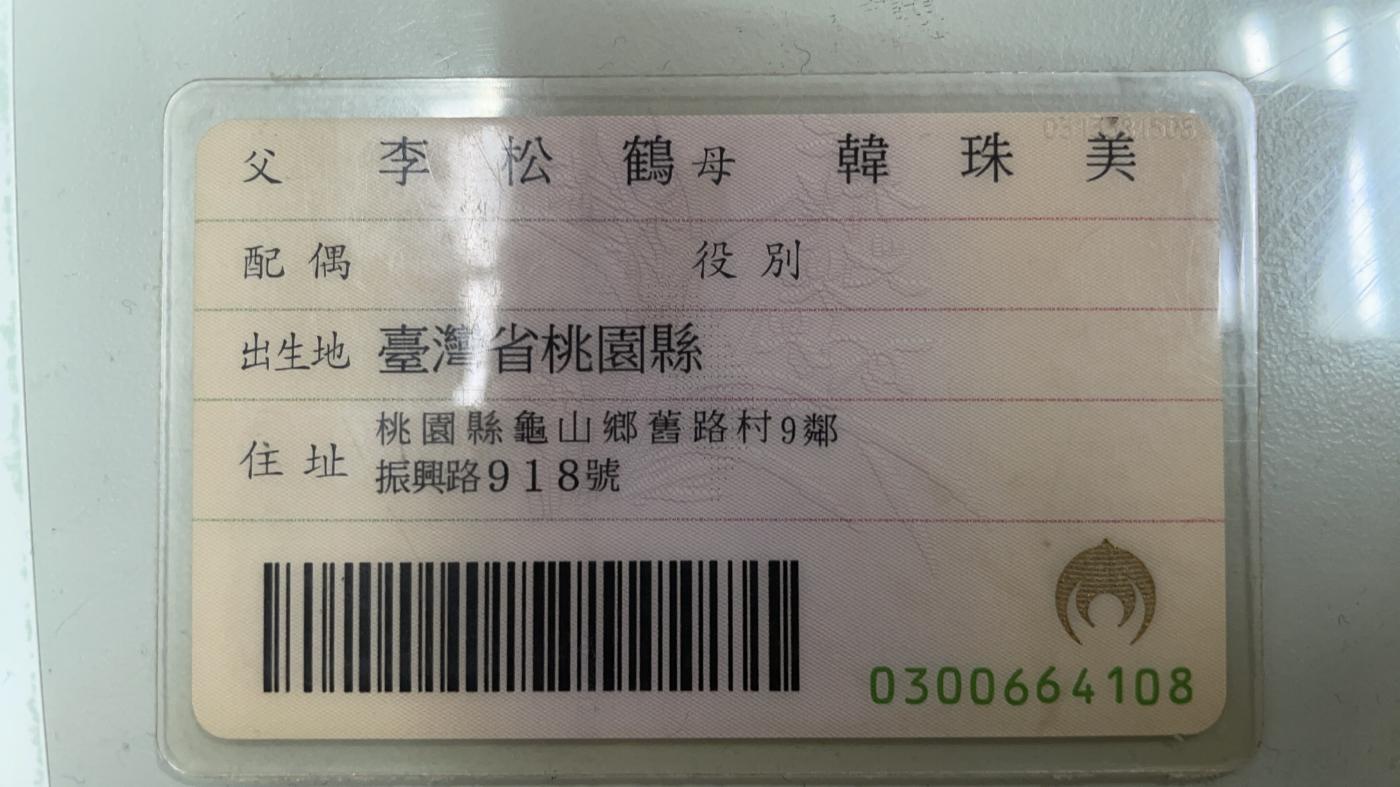 父 李松鶴 母 韓珠美
配偶 役別
出生地 臺灣省桃園縣
住址 桃園縣龜山鄉舊路村9鄰
振興路918號
0300664108